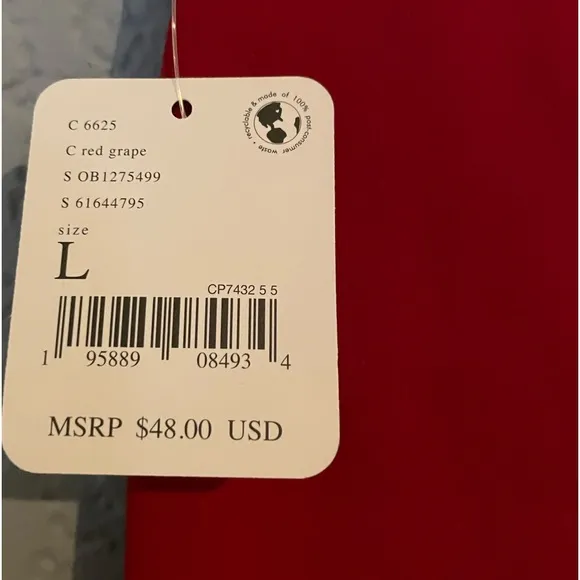 recyclable & made of 100% post-consumer waste •
C 6625
C red grape
S OB1275499
S 61644795
size
L
CP7432 5 5
1 95889 08493 4
MSRP $48.00 USD